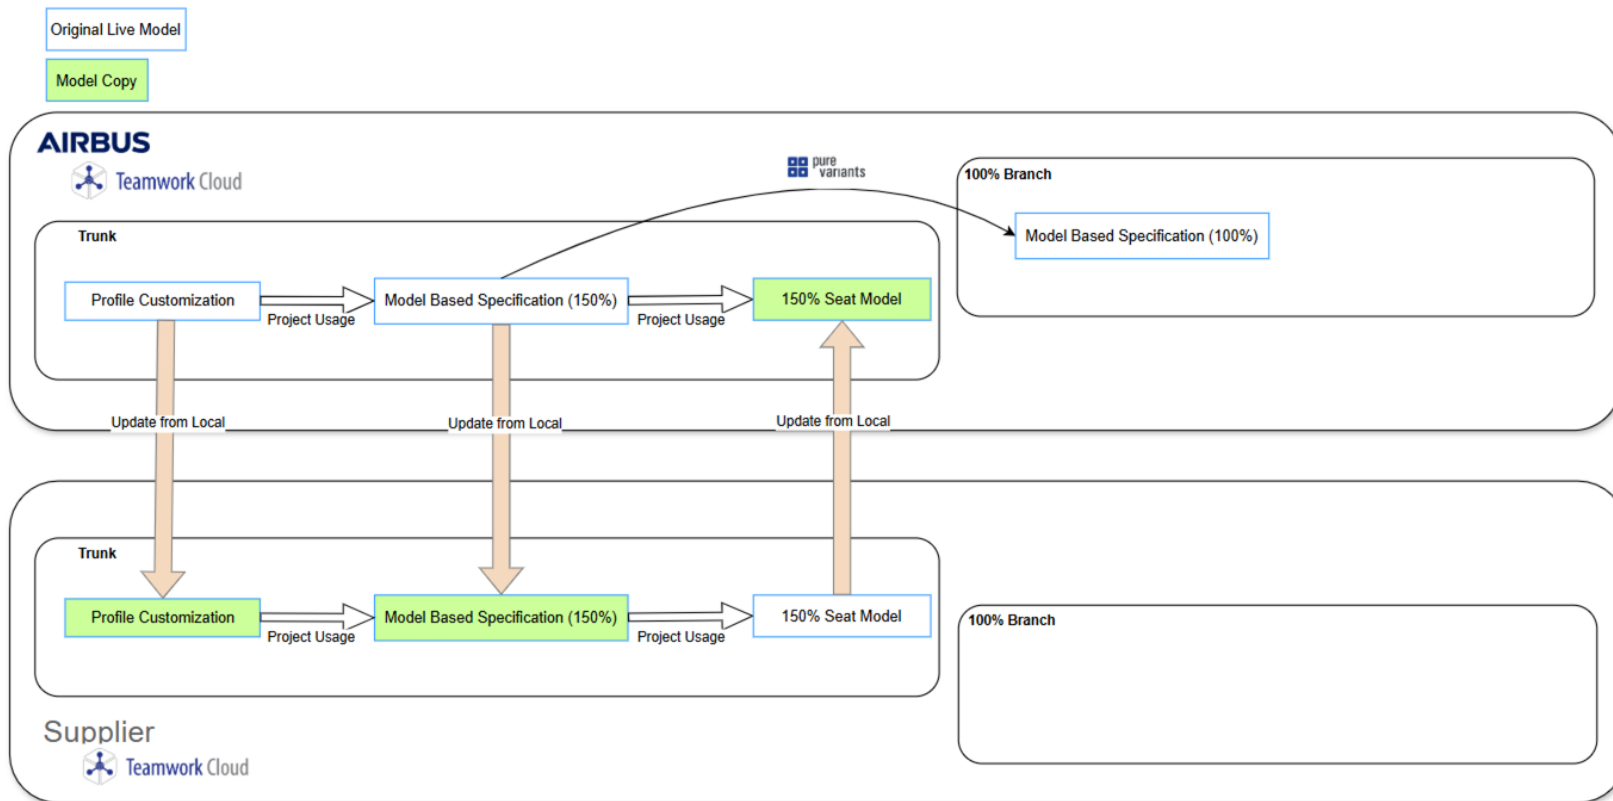 Original Live Model
Model Copy
AIRBUS
Teamwork Cloud
pure
variants
100% Branch
Model Based Specification (100%)
Trunk
Profile Customization
Project Usage
Model Based Specification (150%)
Project Usage
150% Seat Model
Update from Local
Update from Local
Update from Local
Trunk
Profile Customization
Project Usage
Model Based Specification (150%)
Project Usage
150% Seat Model
100% Branch
Supplier
Teamwork Cloud